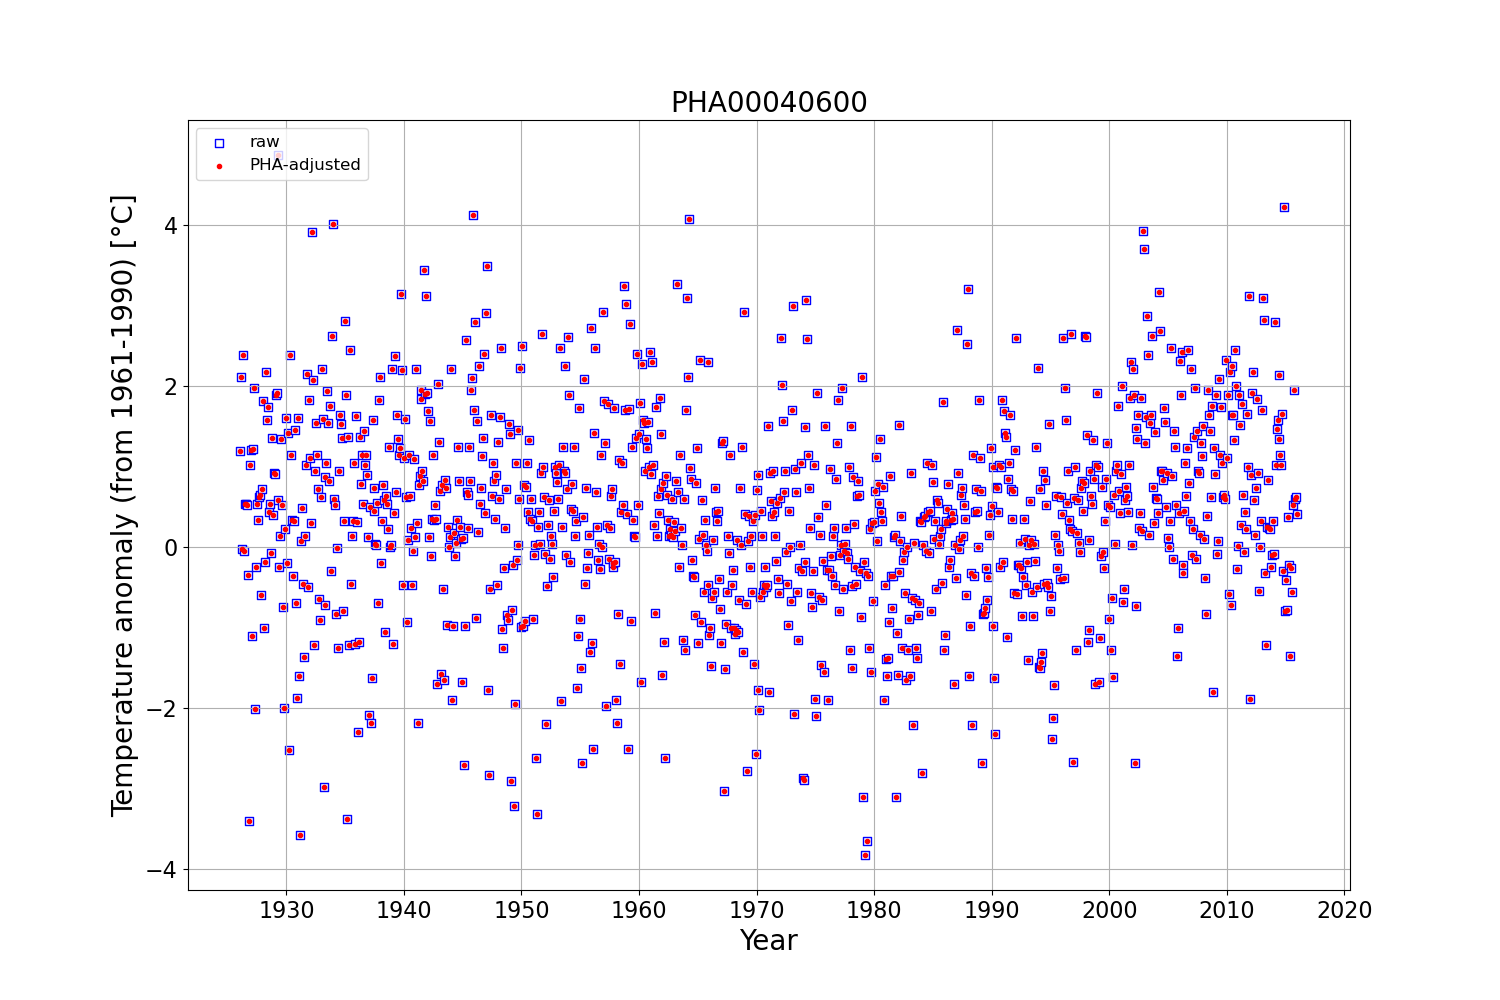 PHA00040600
raw
PHA-adjusted
Temperature anomaly (from 1961-1990) [°C]
4
2
0
−2
−4
1930 1940 1950 1960 1970 1980 1990 2000 2010 2020
Year